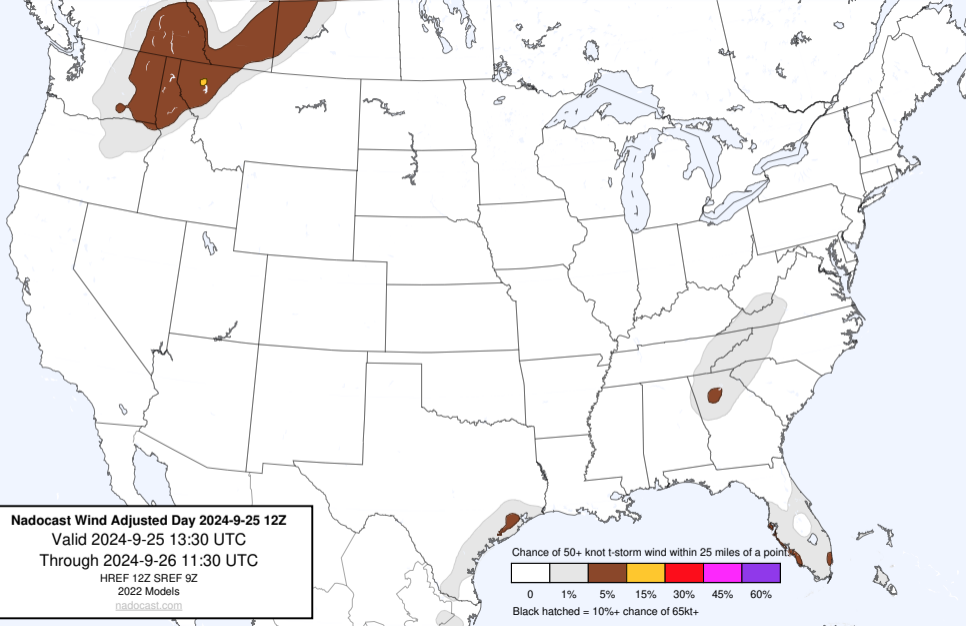 Nadocast Wind Adjusted Day 2024-9-25 12Z
Valid 2024-9-25 13:30 UTC
Through 2024-9-26 11:30 UTC
HREF 12Z SREF 9Z
2022 Models
nadocast.com
Chance of 50+ knot t-storm wind within 25 miles of a point.
0 1% 5% 15% 30% 45% 60%
Black hatched = 10%+ chance of 65kt+